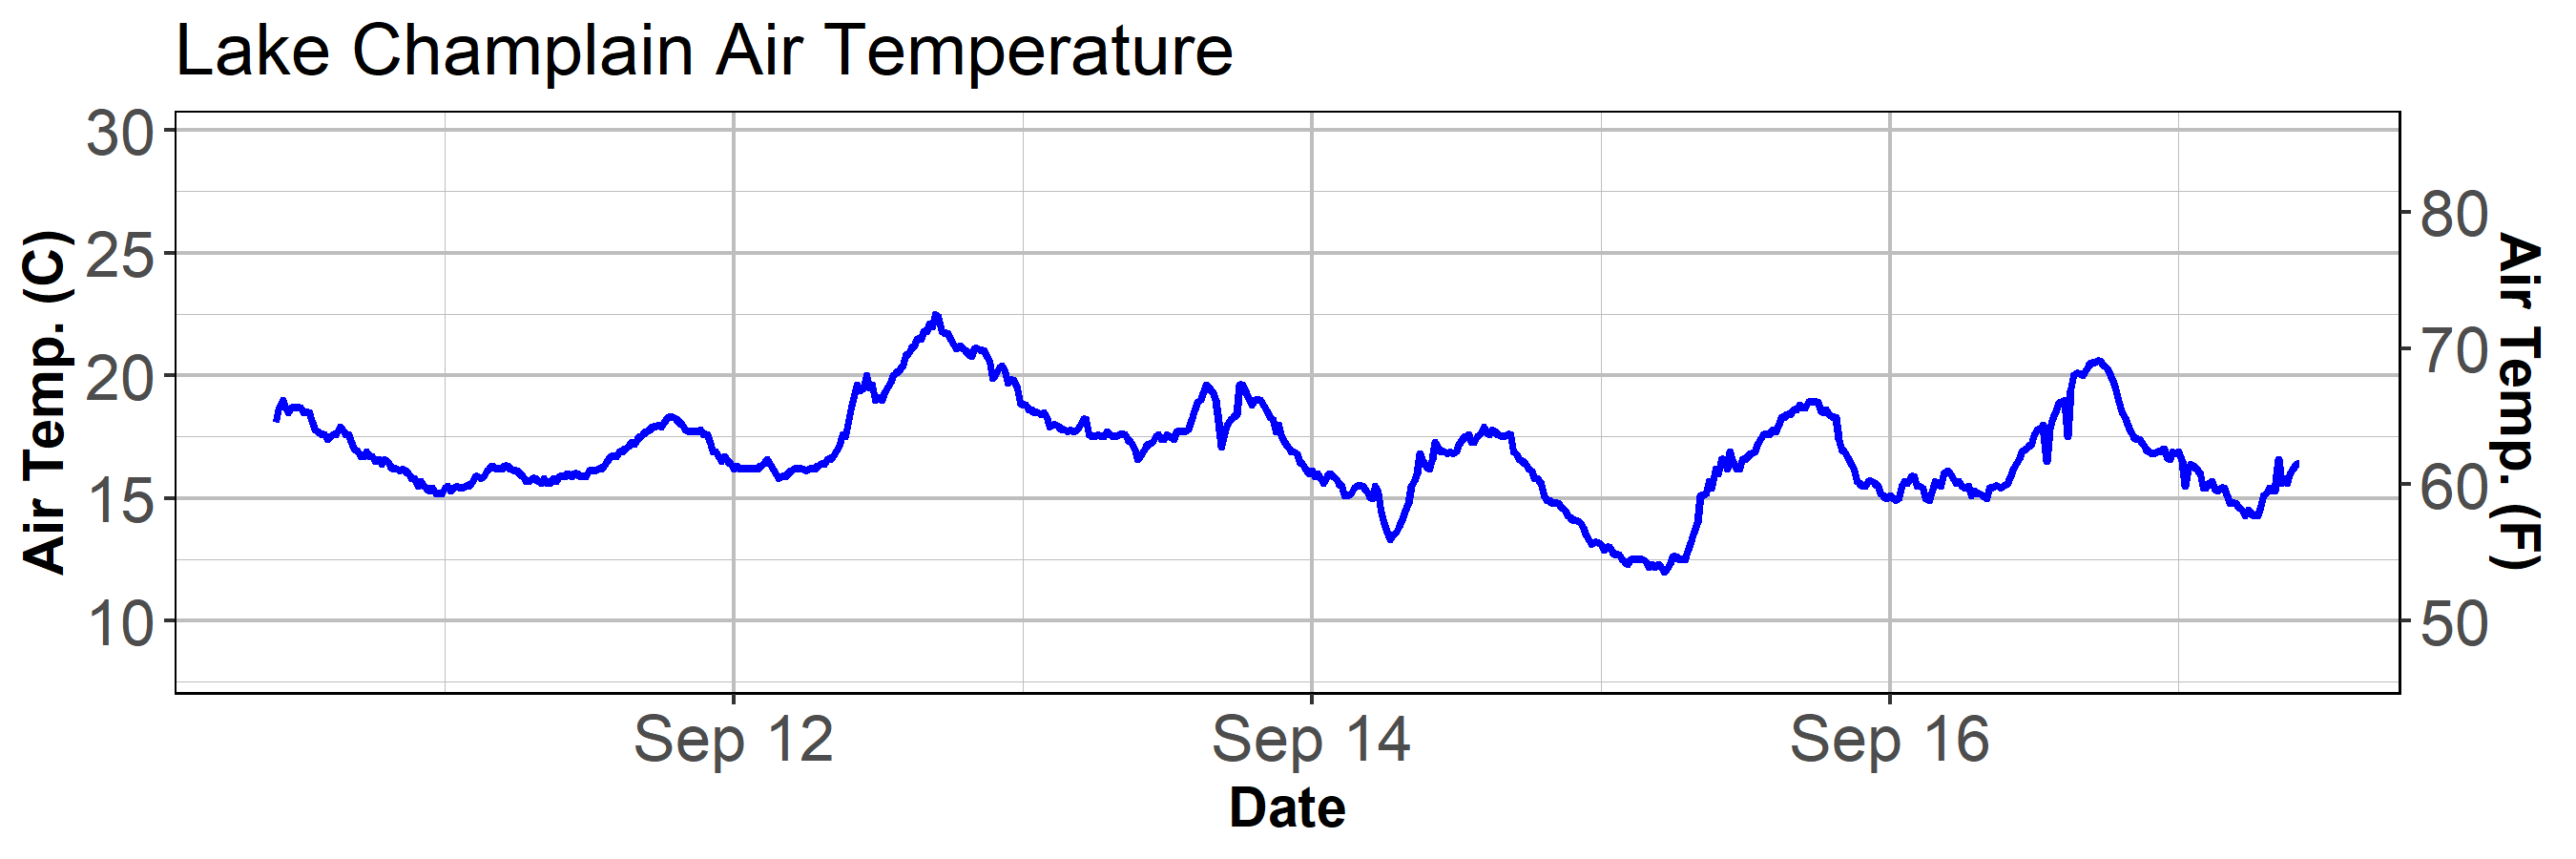 Lake Champlain Air Temperature
Air Temp. (C)
30
25
20
15
10
80
70
60
50
Air Temp. (F)
Sep 12
Sep 14
Sep 16
Date